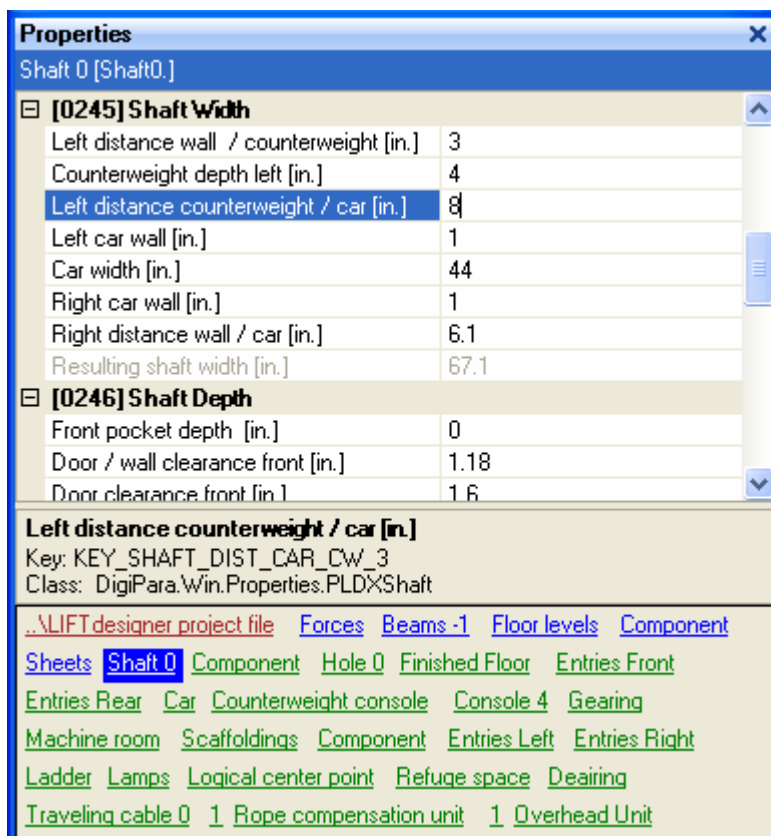 Properties
Shaft 0 [Shaft0.]
[0245] Shaft Width
Left distance wall / counterweight [in.] 3
Counterweight depth left [in.] 4
Left distance counterweight / car [in.] 8
Left car wall [in.] 1
Car width [in.] 44
Right car wall [in.] 1
Right distance wall / car [in.] 6.1
Resulting shaft width [in.] 67.1
[0246] Shaft Depth
Front pocket depth [in.] 0
Door / wall clearance front [in.] 1.18
Door clearance front [in.] 1.6
Left distance counterweight / car [in.]
Key: KEY_SHAFT_DIST_CAR_CW_3
Class: DigiPara.Win.Properties.PLDXShaft
..\LIFTdesigner project file Forces Beams -1 Floor levels Component
Sheets Shaft 0 Component Hole 0 Finished Floor Entries Front
Entries Rear Car Counterweight console Console 4 Gearing
Machine room Scaffoldings Component Entries Left Entries Right
Ladder Lamps Logical center point Refuge space Deairing
Traveling cable 0 1 Rope compensation unit 1 Overhead Unit